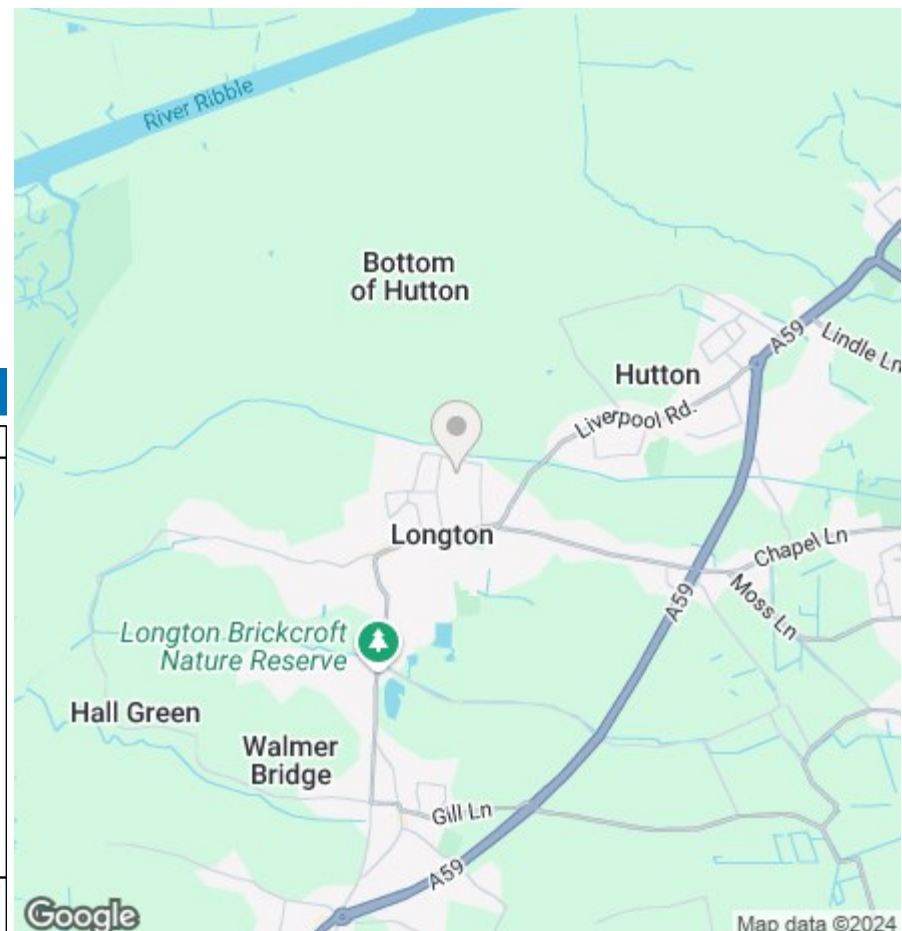 River Ribble
Bottom
of Hutton
Hutton
A59
Lindle Ln
Liverpool Rd.
Longton
Chapel Ln
A59
Moss Ln
Longton Brickcroft
Nature Reserve
Hall Green
Walmer
Bridge
Gill Ln
A59
Google
Map data ©2024